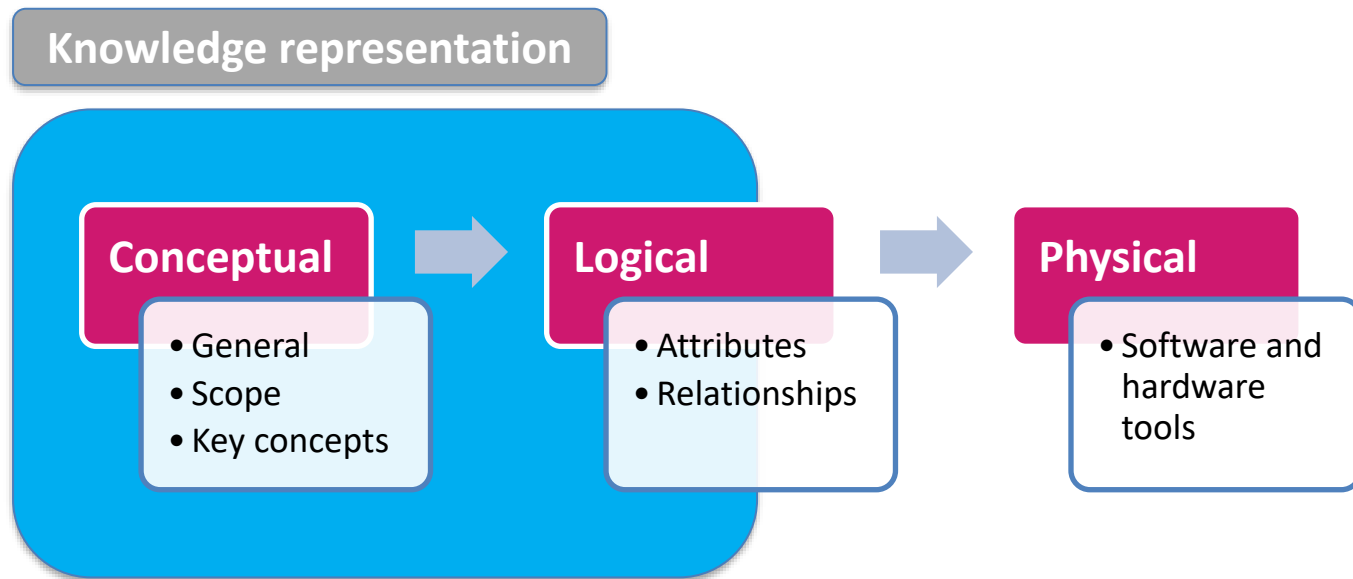 Knowledge representation
Conceptual
• General
• Scope
• Key concepts
Logical
• Attributes
• Relationships
Physical
• Software and
hardware
tools